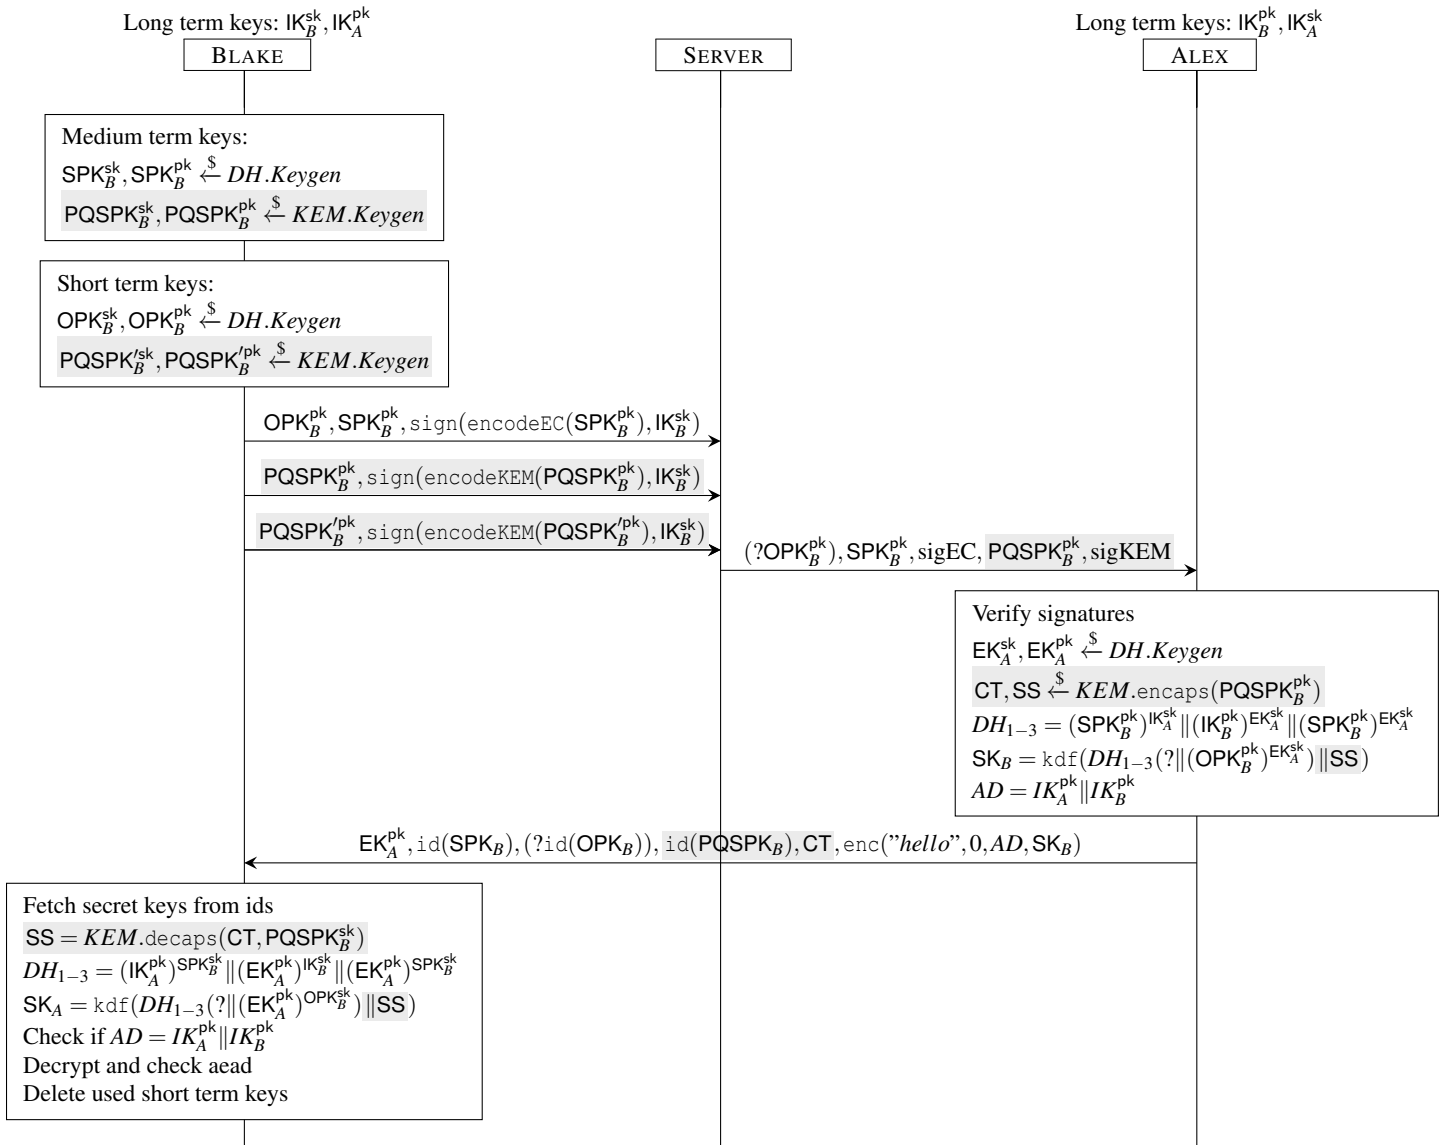 Long term keys: IK_B^sk, IK_A^pk
Long term keys: IK_B^pk, IK_A^sk
BLAKE
SERVER
ALEX
Medium term keys:
SPK_B^sk, SPK_B^pk ←$ DH.Keygen
PQSPK_B^sk, PQSPK_B^pk ←$ KEM.Keygen
Short term keys:
OPK_B^sk, OPK_B^pk ←$ DH.Keygen
PQSPK_B^′sk, PQSPK_B^′pk ←$ KEM.Keygen
OPK_B^pk, SPK_B^pk, sign(encodeEC(SPK_B^pk), IK_B^sk)
PQSPK_B^pk, sign(encodeKEM(PQSPK_B^pk), IK_B^sk)
PQSPK_B^′pk, sign(encodeKEM(PQSPK_B^′pk), IK_B^sk)
(?OPK_B^pk), SPK_B^pk, sigEC, PQSPK_B^pk, sigKEM
Verify signatures
EK_A^sk, EK_A^pk ←$ DH.Keygen
CT, SS ←$ KEM.encaps(PQSPK_B^pk)
DH_1−3 = (SPK_B^pk)^IK_A^sk ‖ (IK_B^pk)^EK_A^sk ‖ (SPK_B^pk)^EK_A^sk
SK_B = kdf(DH_1−3(?‖(OPK_B^pk)^EK_A^sk) ‖SS)
AD = IK_A^pk ‖ IK_B^pk
EK_A^pk, id(SPK_B), (?id(OPK_B)), id(PQSPK_B), CT, enc("hello", 0, AD, SK_B)
Fetch secret keys from ids
SS = KEM.decaps(CT, PQSPK_B^sk)
DH_1−3 = (IK_A^pk)^SPK_B^sk ‖ (EK_A^pk)^IK_B^sk ‖ (EK_A^pk)^SPK_B^sk
SK_A = kdf(DH_1−3(?‖(EK_A^pk)^OPK_B^sk) ‖SS)
Check if AD = IK_A^pk ‖ IK_B^pk
Decrypt and check aead
Delete used short term keys